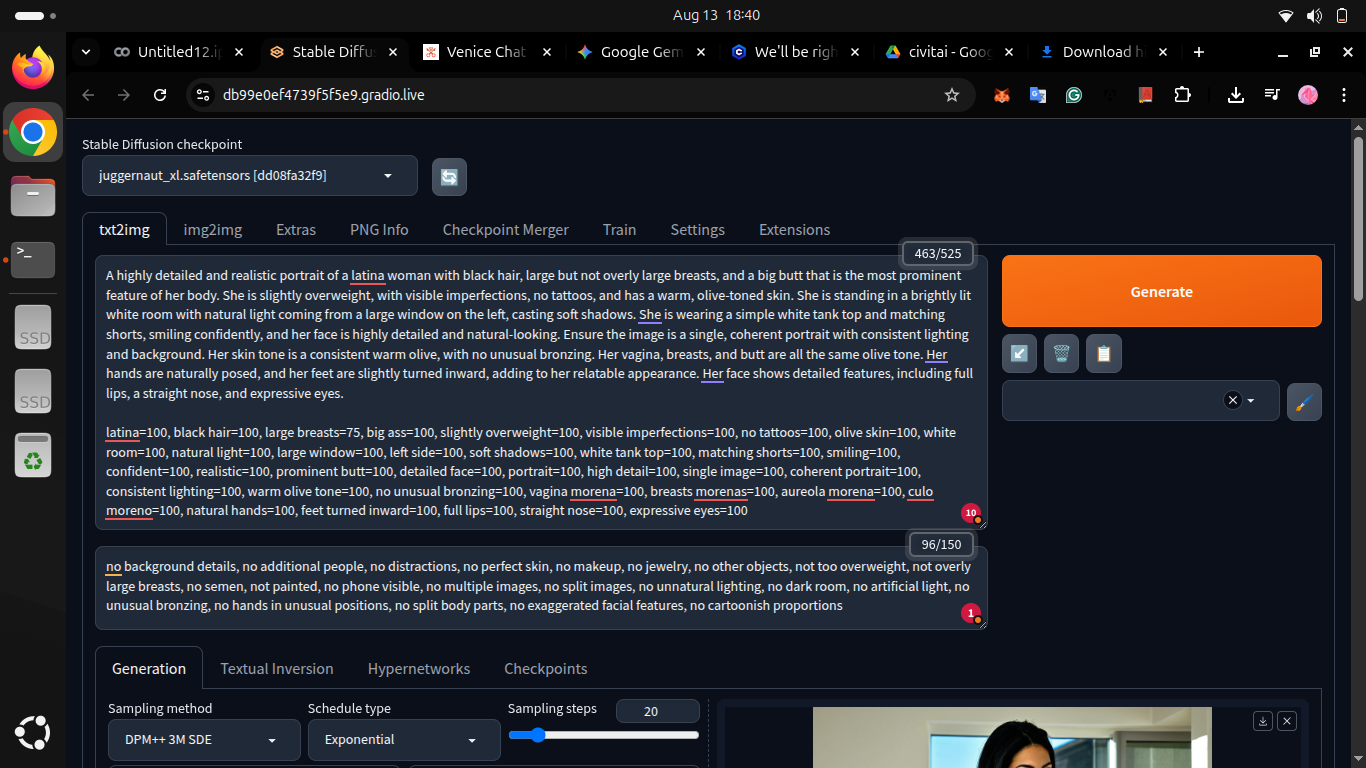 Aug 13 18:40
Untitled12.i
Stable Diffu
Venice Chat
Google Gem
We'll be righ
civitai - Goog
Download h
db99e0ef4739f5f5e9.gradio.live
Stable Diffusion checkpoint
juggernaut_xl.safetensors [dd08fa32f9]
txt2img
img2img
Extras
PNG Info
Checkpoint Merger
Train
Settings
Extensions
463/525
A highly detailed and realistic portrait of a latina woman with black hair, large but not overly large breasts, and a big butt that is the most prominent
feature of her body. She is slightly overweight, with visible imperfections, no tattoos, and has a warm, olive-toned skin. She is standing in a brightly lit
white room with natural light coming from a large window on the left, casting soft shadows. She is wearing a simple white tank top and matching
shorts, smiling confidently, and her face is highly detailed and natural-looking. Ensure the image is a single, coherent portrait with consistent lighting
and background. Her skin tone is a consistent warm olive, with no unusual bronzing. Her vagina, breasts, and butt are all the same olive tone. Her
hands are naturally posed, and her feet are slightly turned inward, adding to her relatable appearance. Her face shows detailed features, including full
lips, a straight nose, and expressive eyes.
latina=100, black hair=100, large breasts=75, big ass=100, slightly overweight=100, visible imperfections=100, no tattoos=100, olive skin=100, white
room=100, natural light=100, large window=100, left side=100, soft shadows=100, white tank top=100, matching shorts=100, smiling=100,
confident=100, realistic=100, prominent butt=100, detailed face=100, portrait=100, high detail=100, single image=100, coherent portrait=100,
consistent lighting=100, warm olive tone=100, no unusual bronzing=100, vagina morena=100, breasts morenas=100, aureola morena=100, culo
moreno=100, natural hands=100, feet turned inward=100, full lips=100, straight nose=100, expressive eyes=100
10
Generate
96/150
no background details, no additional people, no distractions, no perfect skin, no makeup, no jewelry, no other objects, not too overweight, not overly
large breasts, no semen, not painted, no phone visible, no multiple images, no split images, no unnatural lighting, no dark room, no artificial light, no
unusual bronzing, no hands in unusual positions, no split body parts, no exaggerated facial features, no cartoonish proportions
1
Generation
Textual Inversion
Hypernetworks
Checkpoints
Sampling method
Schedule type
Sampling steps
20
DPM++ 3M SDE
Exponential
SSD
SSD